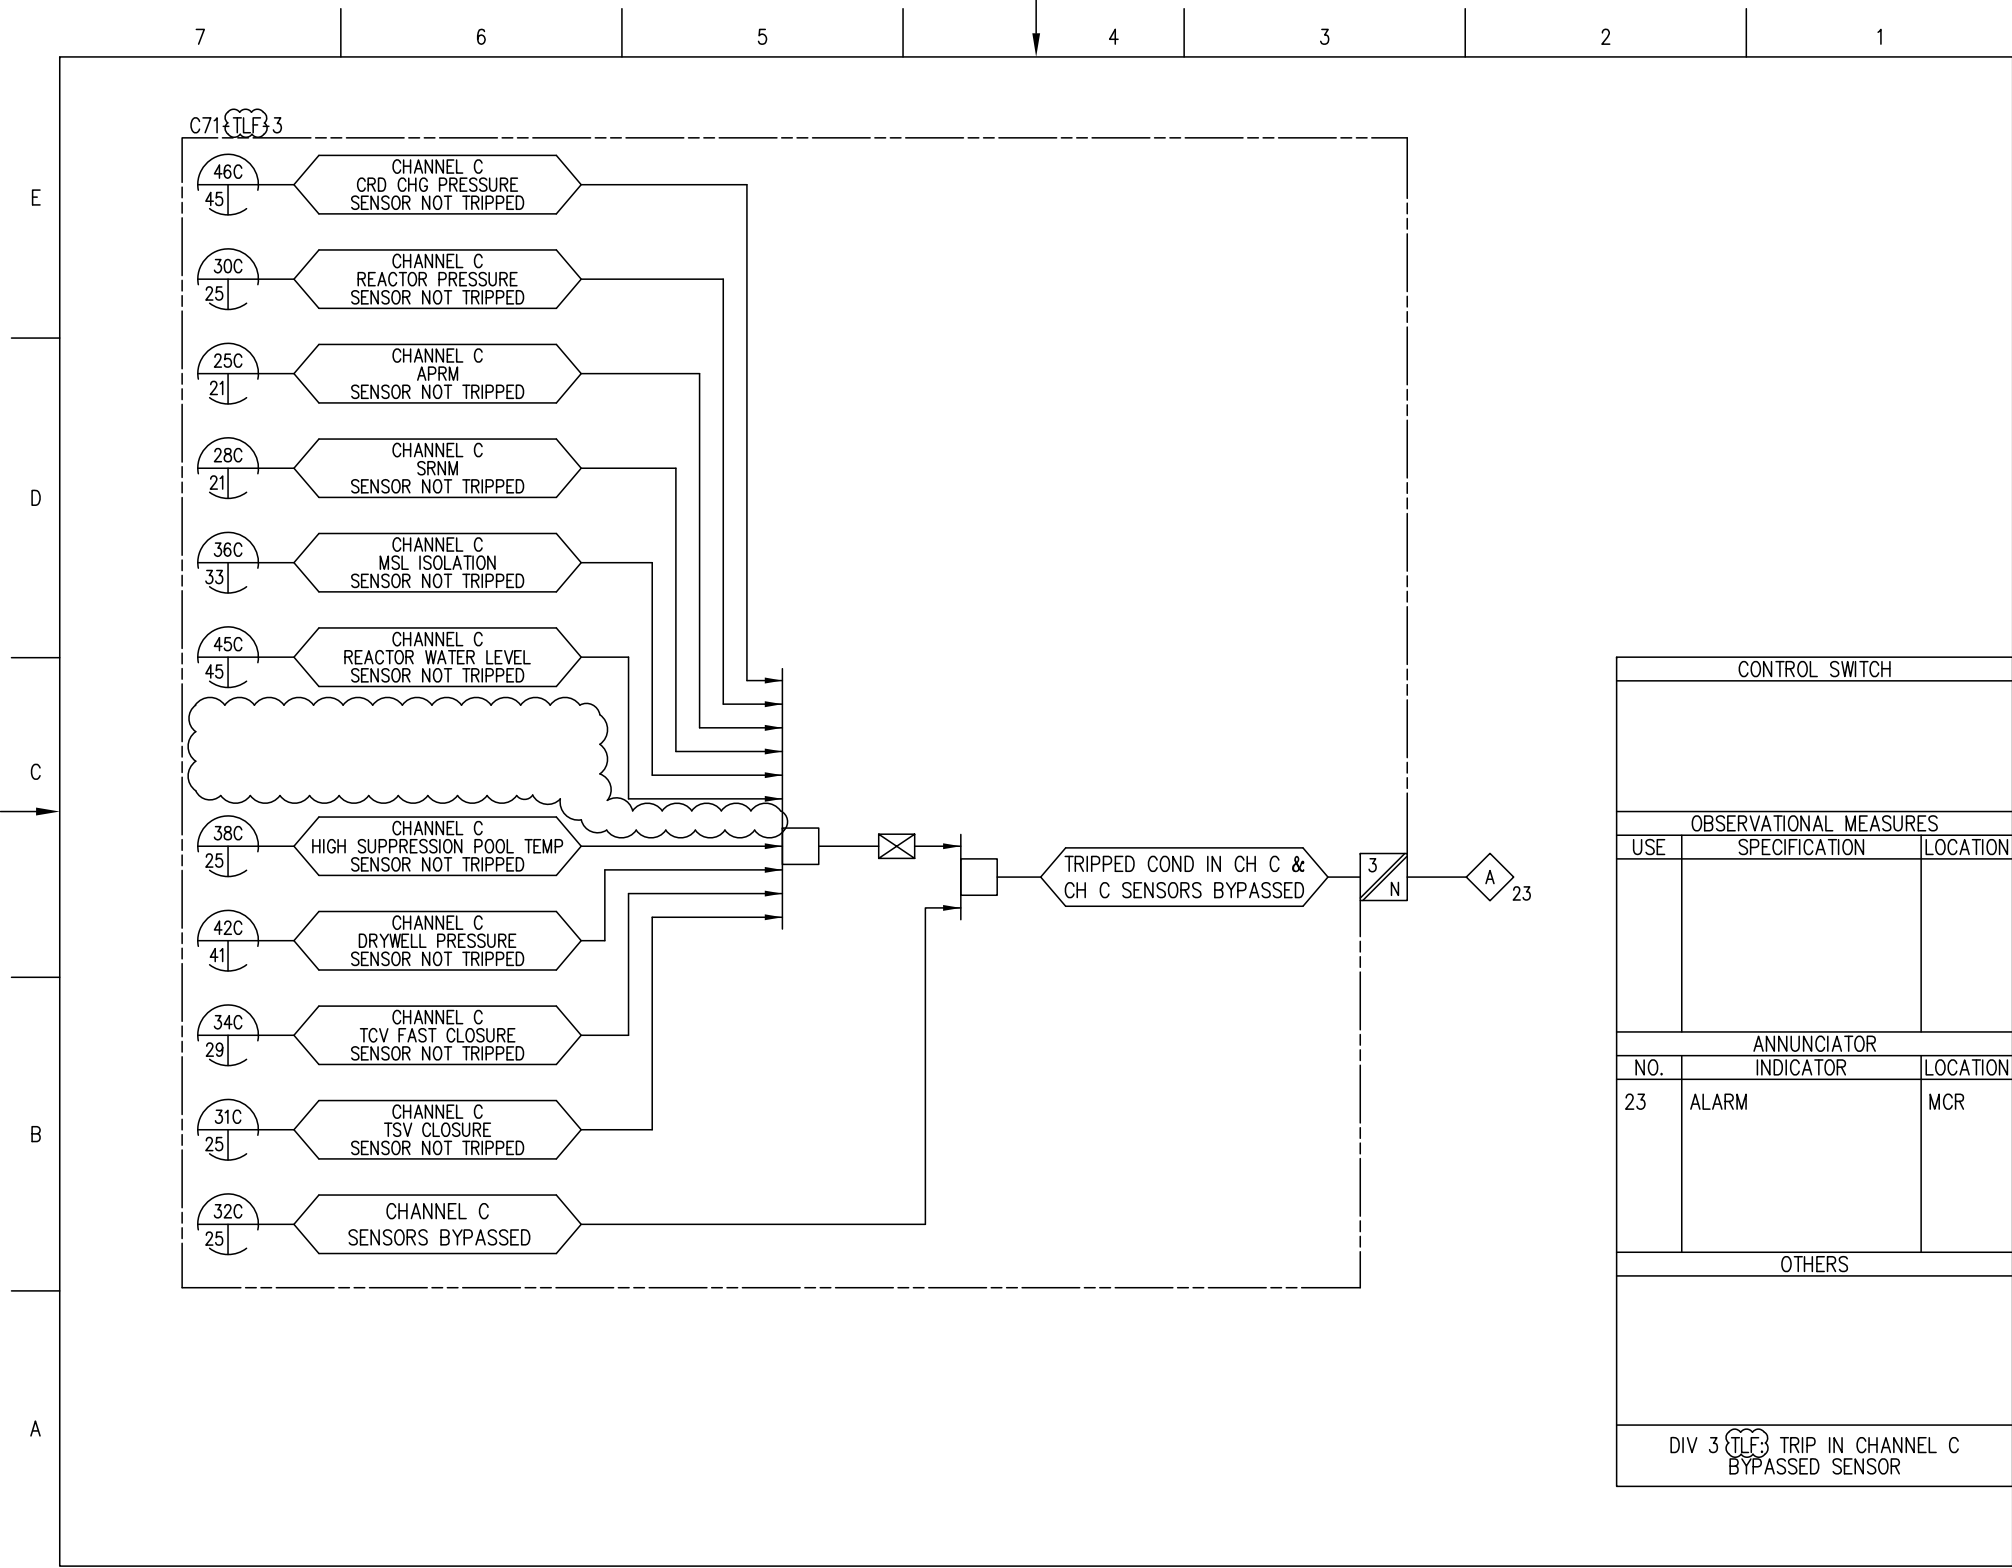 7 6 5 4 3 2 1
E
D
C
B
A
C71-TLF-3
46C
45
CHANNEL C
CRD CHG PRESSURE
SENSOR NOT TRIPPED
30C
25
CHANNEL C
REACTOR PRESSURE
SENSOR NOT TRIPPED
25C
21
CHANNEL C
APRM
SENSOR NOT TRIPPED
28C
21
CHANNEL C
SRNM
SENSOR NOT TRIPPED
36C
33
CHANNEL C
MSL ISOLATION
SENSOR NOT TRIPPED
45C
45
CHANNEL C
REACTOR WATER LEVEL
SENSOR NOT TRIPPED
38C
25
CHANNEL C
HIGH SUPPRESSION POOL TEMP
SENSOR NOT TRIPPED
42C
41
CHANNEL C
DRYWELL PRESSURE
SENSOR NOT TRIPPED
34C
29
CHANNEL C
TCV FAST CLOSURE
SENSOR NOT TRIPPED
31C
25
CHANNEL C
TSV CLOSURE
SENSOR NOT TRIPPED
32C
25
CHANNEL C
SENSORS BYPASSED
TRIPPED COND IN CH C &
CH C SENSORS BYPASSED
3
N
A
23
CONTROL SWITCH
OBSERVATIONAL MEASURES
USE SPECIFICATION LOCATION
ANNUNCIATOR
NO. INDICATOR LOCATION
23 ALARM MCR
OTHERS
DIV 3 TLF: TRIP IN CHANNEL C
BYPASSED SENSOR